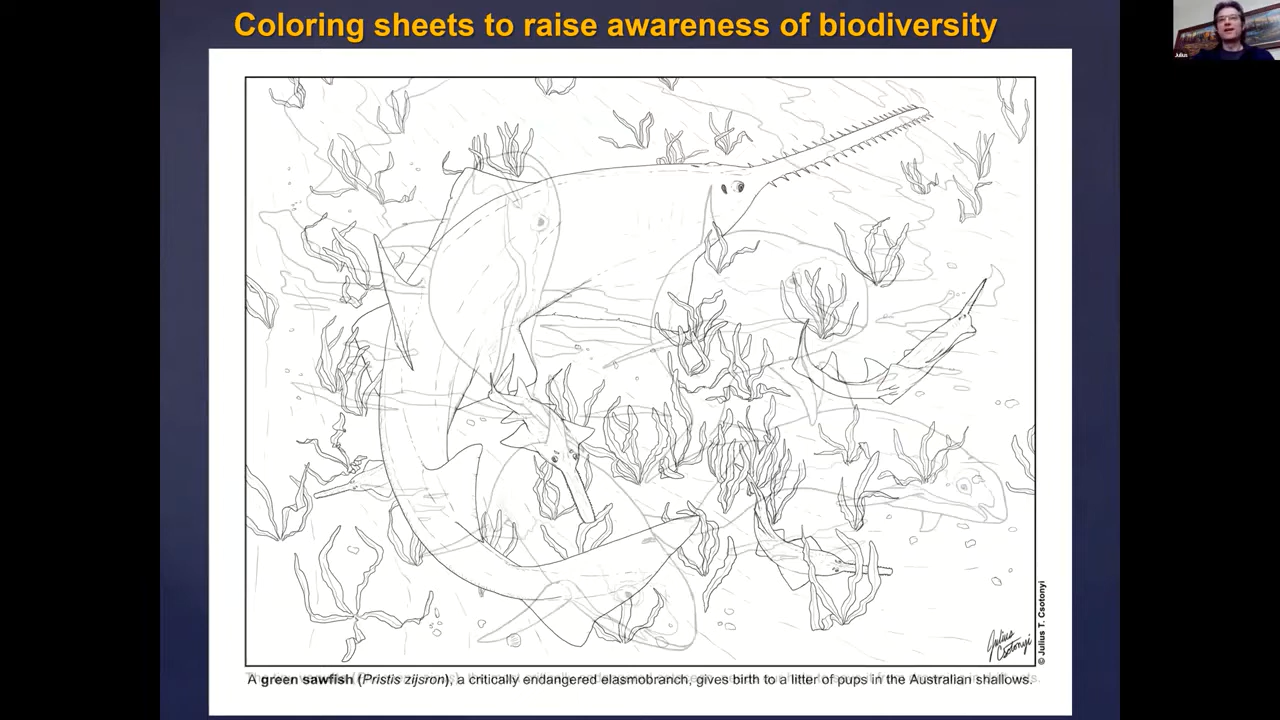 Coloring sheets to raise awareness of biodiversity
Julius
© Julius T. Csotonyi
Julius
Csotonyi
A green sawfish (Pristis zijsron), a critically endangered elasmobranch, gives birth to a litter of pups in the Australian shallows.